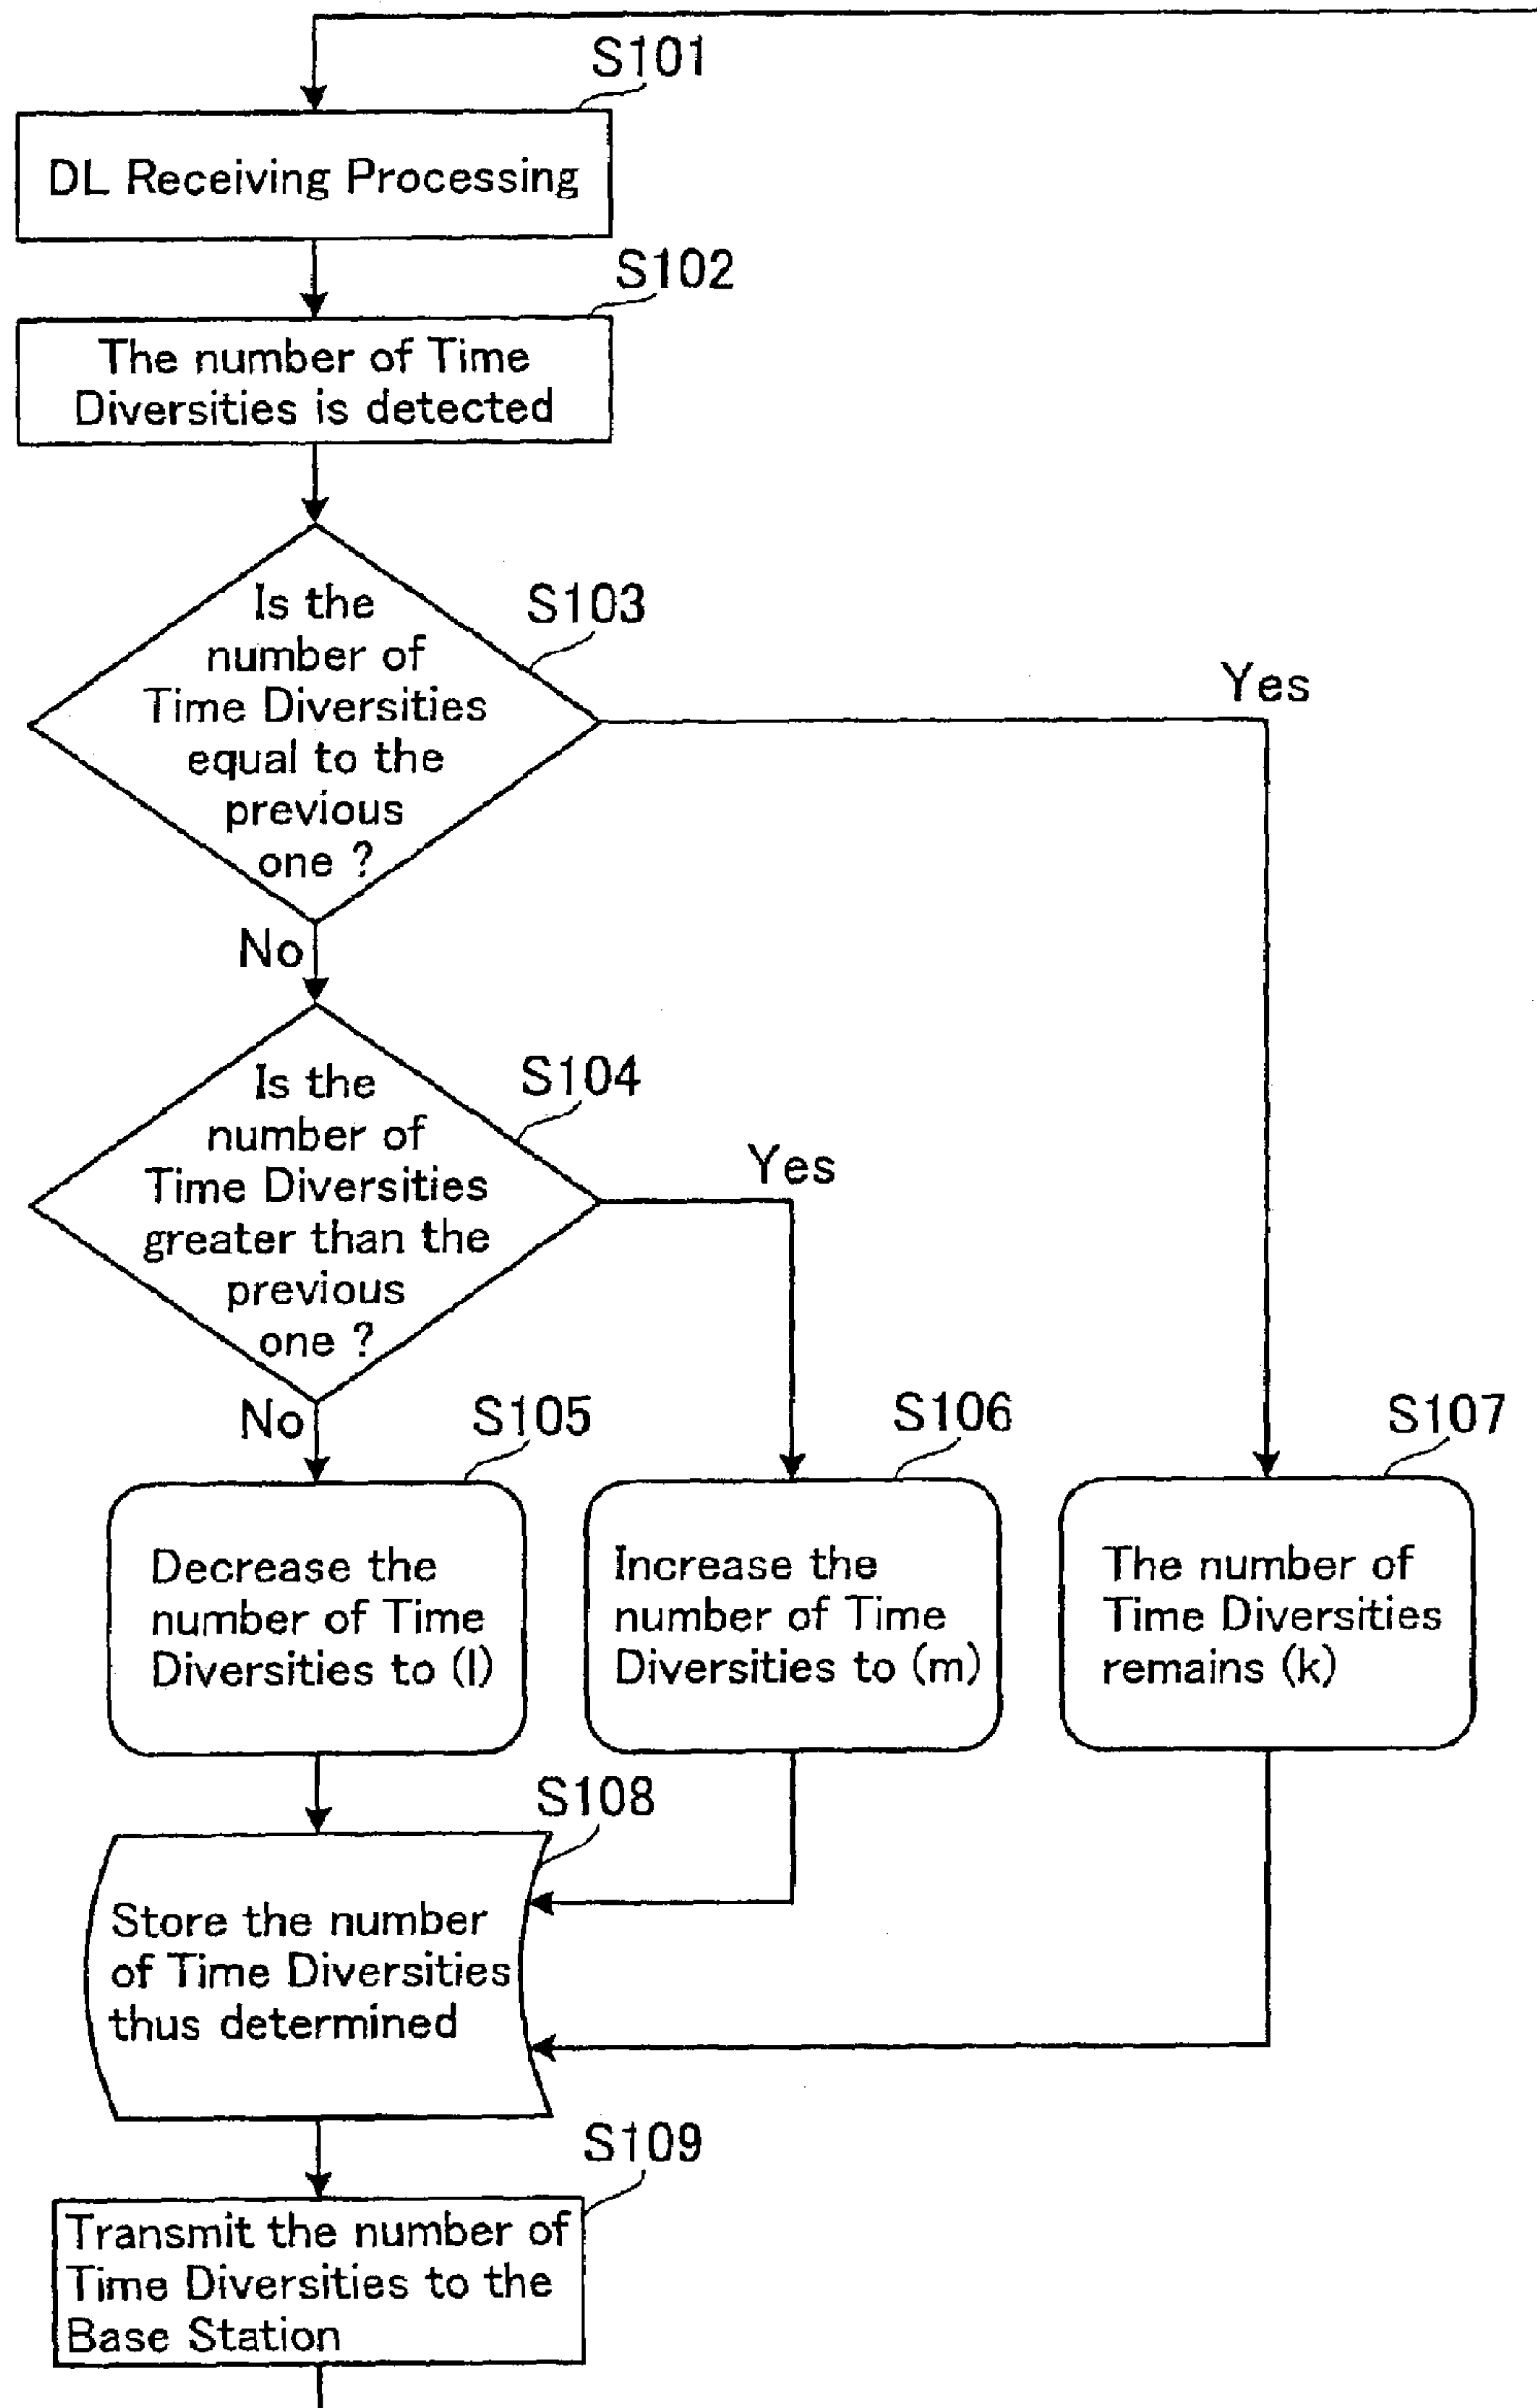 S101
DL Receiving Processing
S102
The number of Time
Diversities is detected
S103
Is the
number of
Time Diversities
equal to the
previous
one ?
Yes
No
S104
Is the
number of
Time Diversities
greater than the
previous
one ?
Yes
No
S105
Decrease the
number of Time
Diversities to (l)
S106
Increase the
number of Time
Diversities to (m)
S107
The number of
Time Diversities
remains (k)
S108
Store the number
of Time Diversities
thus determined
S109
Transmit the number of
Time Diversities to the
Base Station